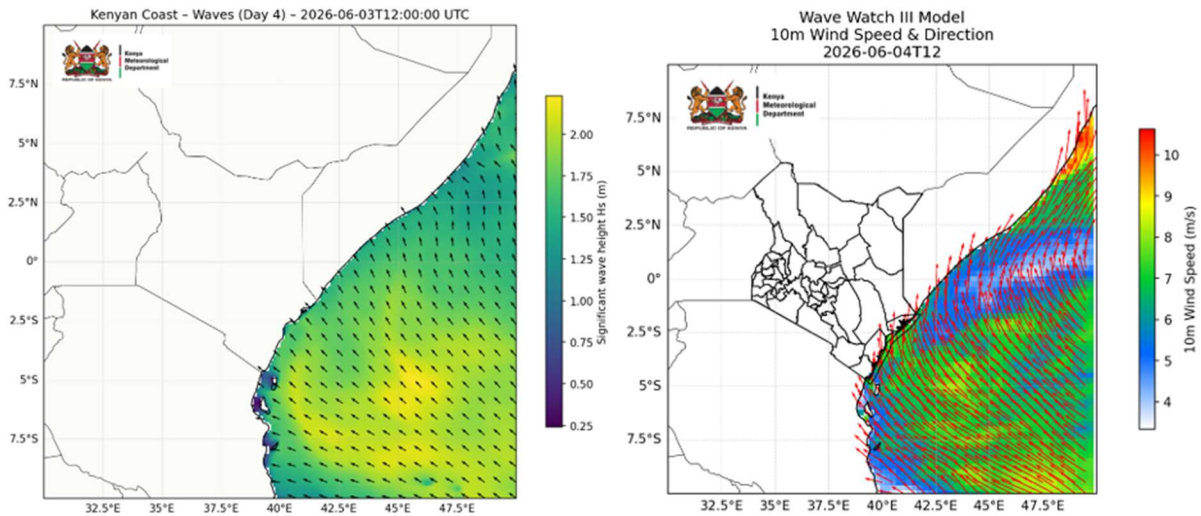 Kenyan Coast – Waves (Day 4) – 2026-06-03T12:00:00 UTC
Kenya
Meteorological
Department
REPUBLIC OF KENYA
7.5°N
5°N
2.5°N
0°
2.5°S
5°S
7.5°S
32.5°E 35°E 37.5°E 40°E 42.5°E 45°E 47.5°E
2.00
1.75
1.50
1.25
1.00
0.75
0.50
0.25
Significant wave height Hs (m)
Wave Watch III Model
10m Wind Speed & Direction
2026-06-04T12
Kenya
Meteorological
Department
REPUBLIC OF KENYA
7.5°N
5°N
2.5°N
0°
2.5°S
5°S
7.5°S
32.5°E 35°E 37.5°E 40°E 42.5°E 45°E 47.5°E
10
9
8
7
6
5
4
10m Wind Speed (m/s)